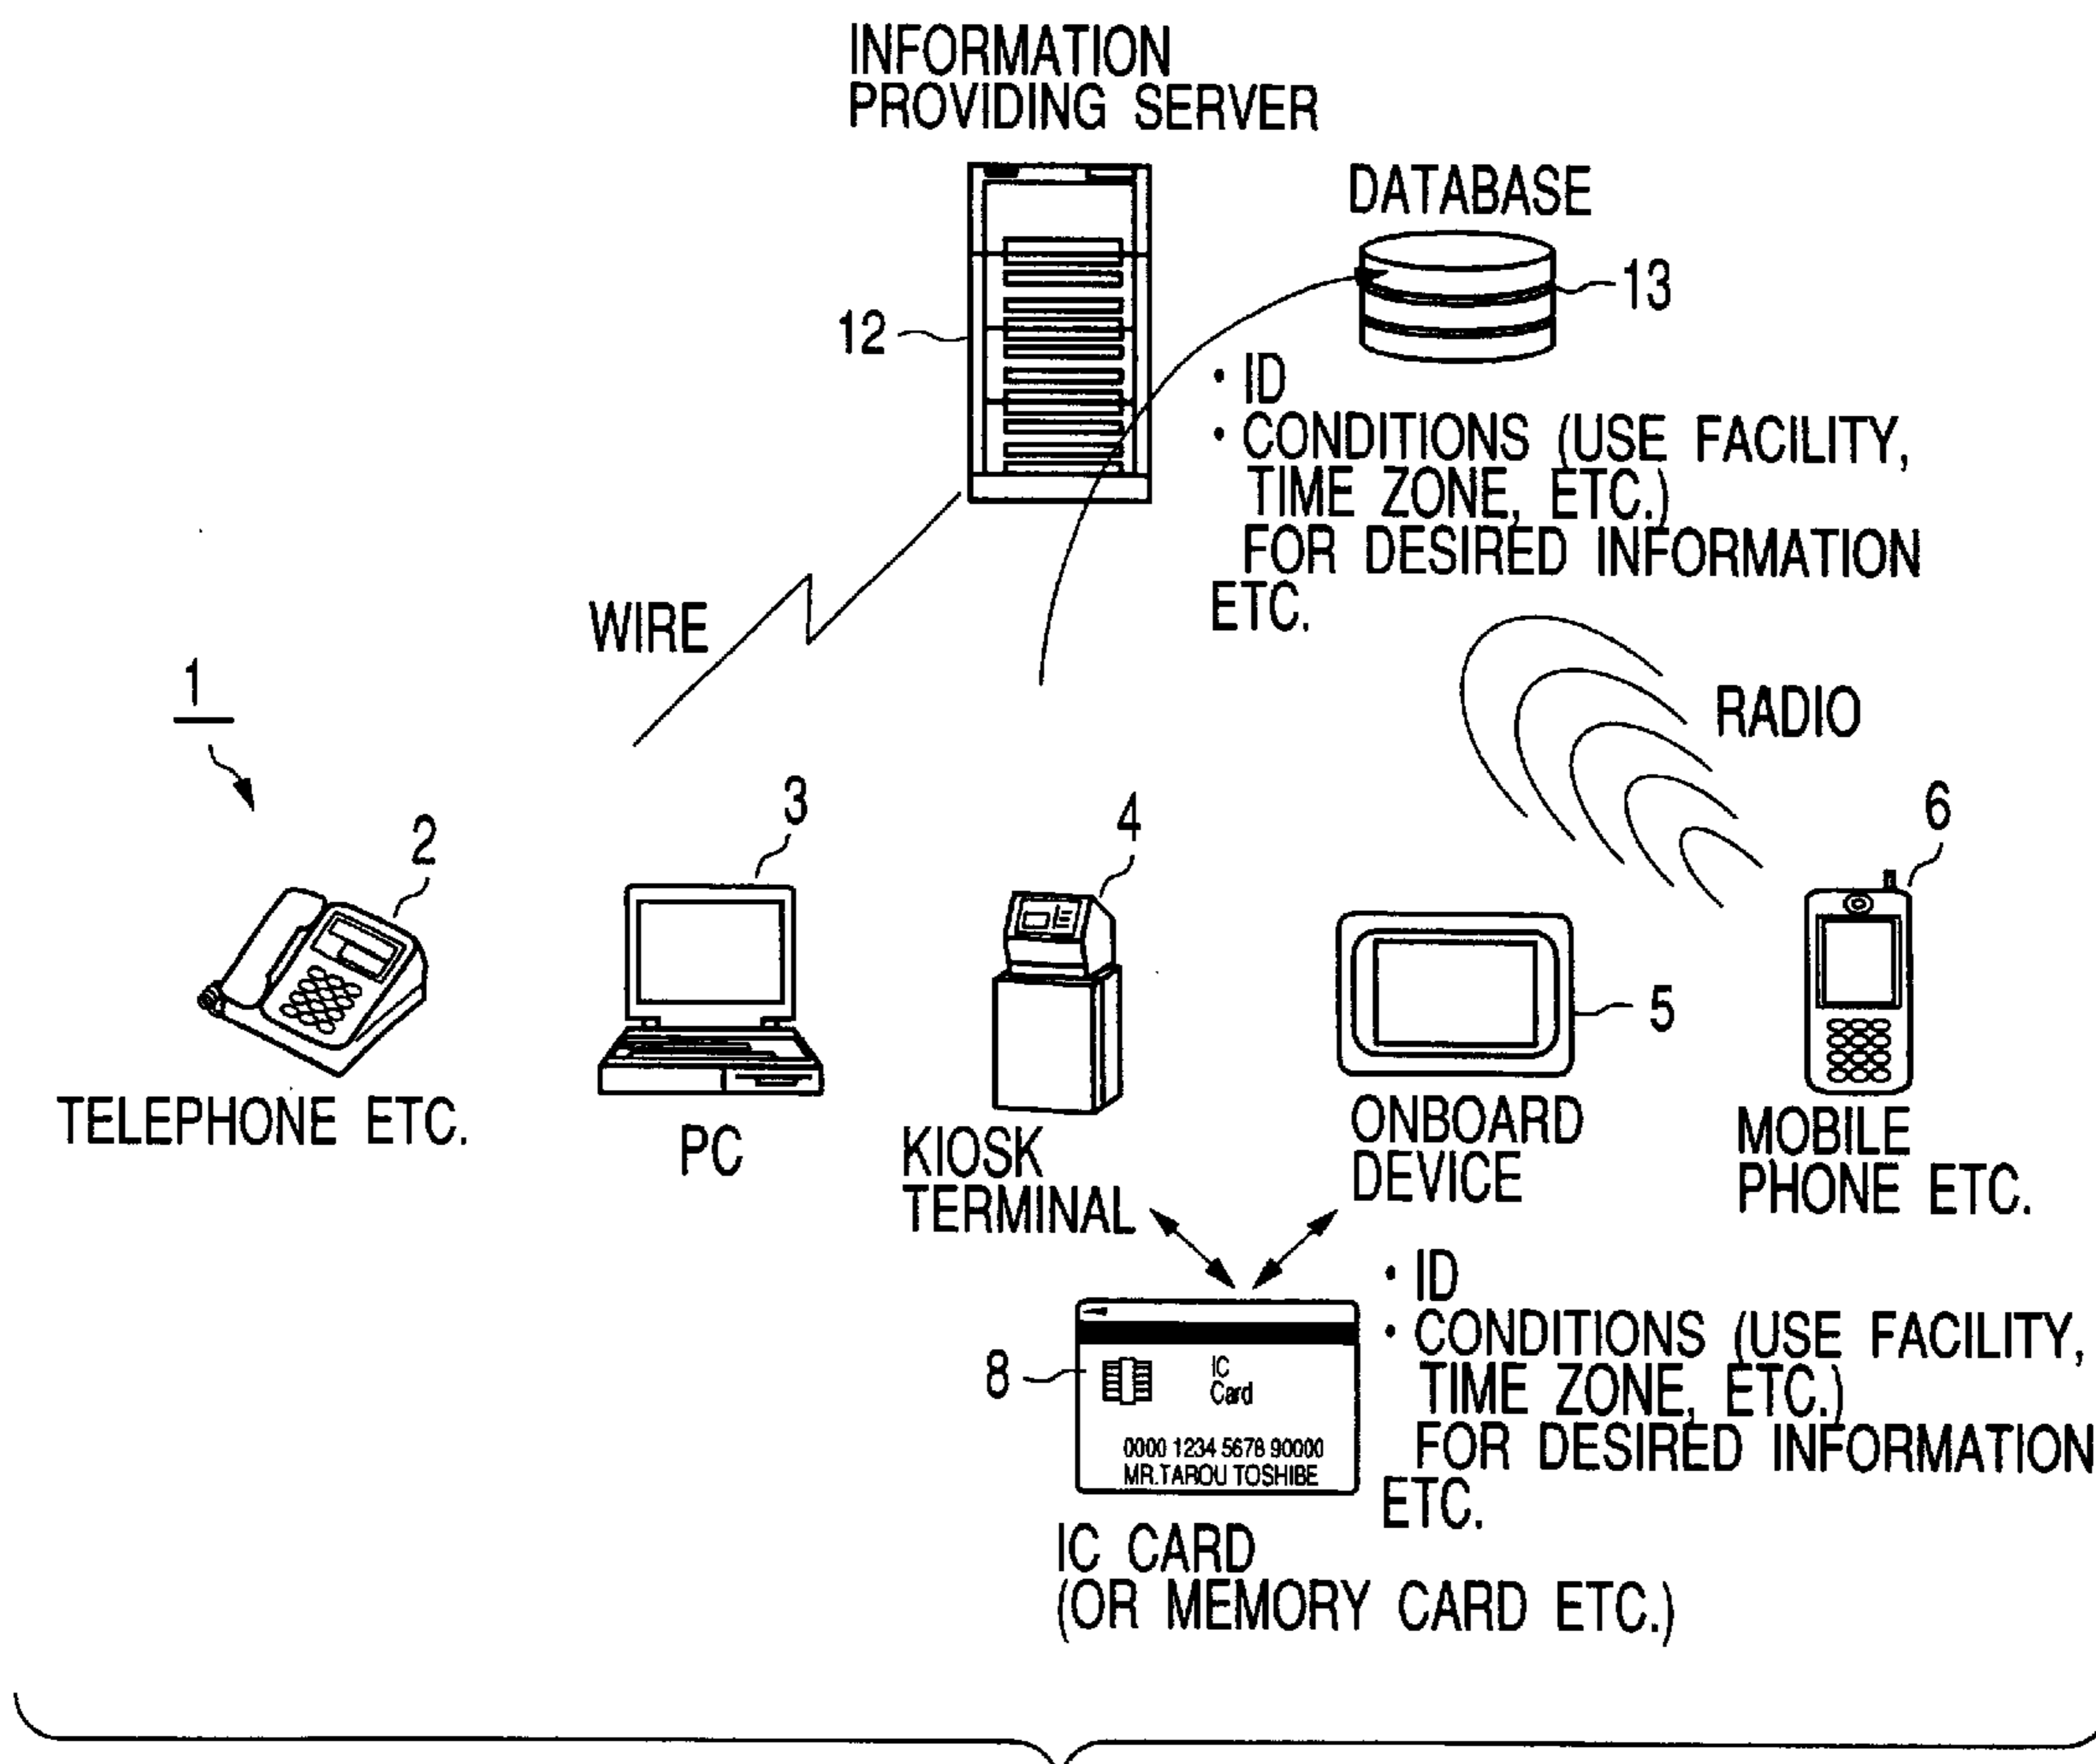 INFORMATION
PROVIDING SERVER
DATABASE
13
12
• ID
• CONDITIONS (USE FACILITY,
TIME ZONE, ETC.)
FOR DESIRED INFORMATION
ETC.
WIRE
RADIO
1
2
3
4
6
5
TELEPHONE ETC.
PC
KIOSK
TERMINAL
ONBOARD
DEVICE
MOBILE
PHONE ETC.
8
IC
Card
0000 1234 5678 90000
MR.TAROU TOSHIBE
• ID
• CONDITIONS (USE FACILITY,
TIME ZONE, ETC.)
FOR DESIRED INFORMATION
ETC.
IC CARD
(OR MEMORY CARD ETC.)